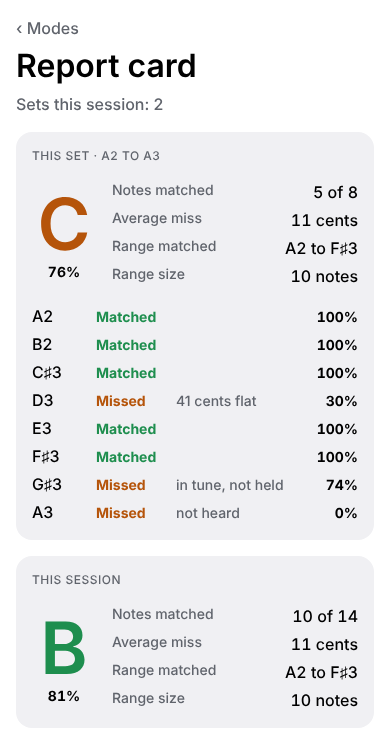 ‹ Modes
Report card
Sets this session: 2
THIS SET · A2 TO A3
C
76%
Notes matched 5 of 8
Average miss 11 cents
Range matched A2 to F♯3
Range size 10 notes
A2 Matched 100%
B2 Matched 100%
C♯3 Matched 100%
D3 Missed 41 cents flat 30%
E3 Matched 100%
F♯3 Matched 100%
G♯3 Missed in tune, not held 74%
A3 Missed not heard 0%
THIS SESSION
B
81%
Notes matched 10 of 14
Average miss 11 cents
Range matched A2 to F♯3
Range size 10 notes